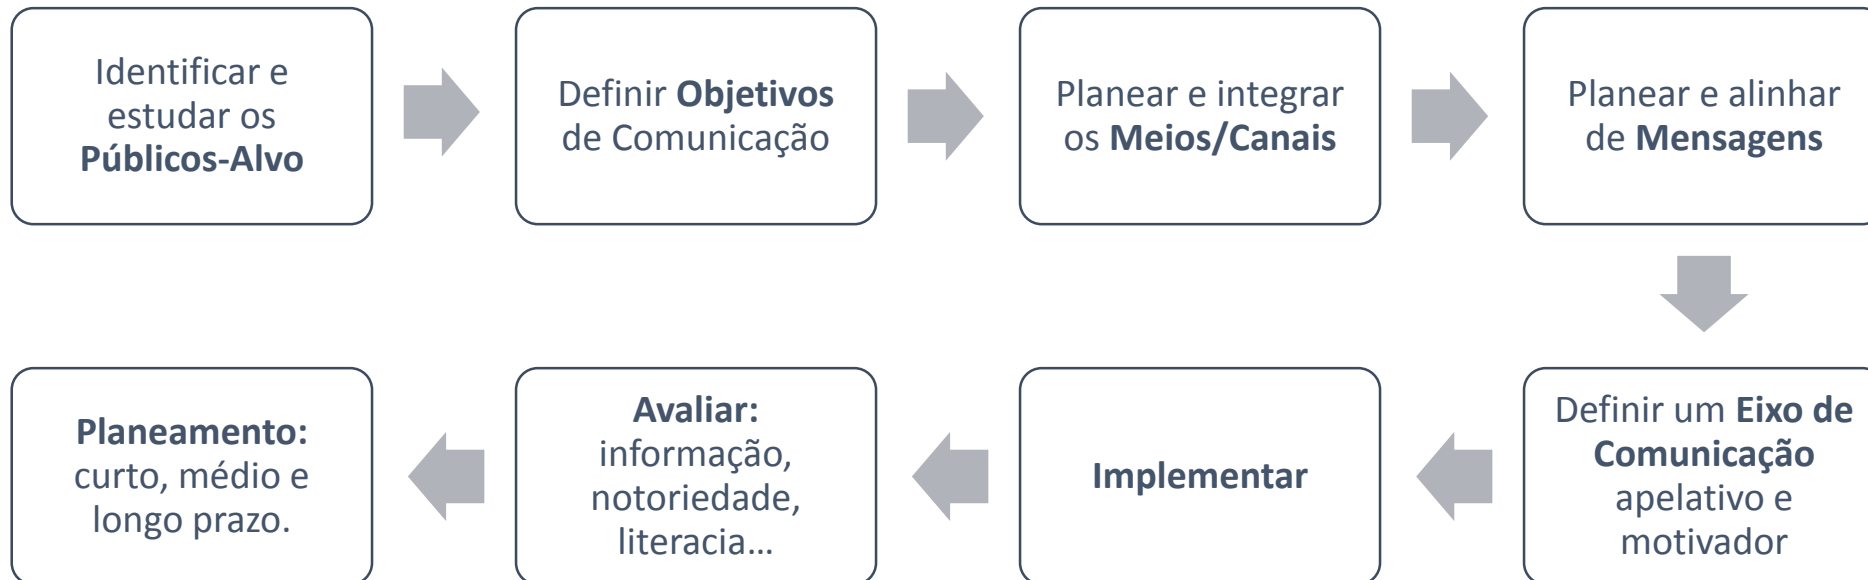 Identificar e
estudar os
Públicos-Alvo
Definir Objetivos
de Comunicação
Planear e integrar
os Meios/Canais
Planear e alinhar
de Mensagens
Definir um Eixo de
Comunicação
apelativo e
motivador
Implementar
Avaliar:
informação,
notoriedade,
literacia...
Planeamento:
curto, médio e
longo prazo.